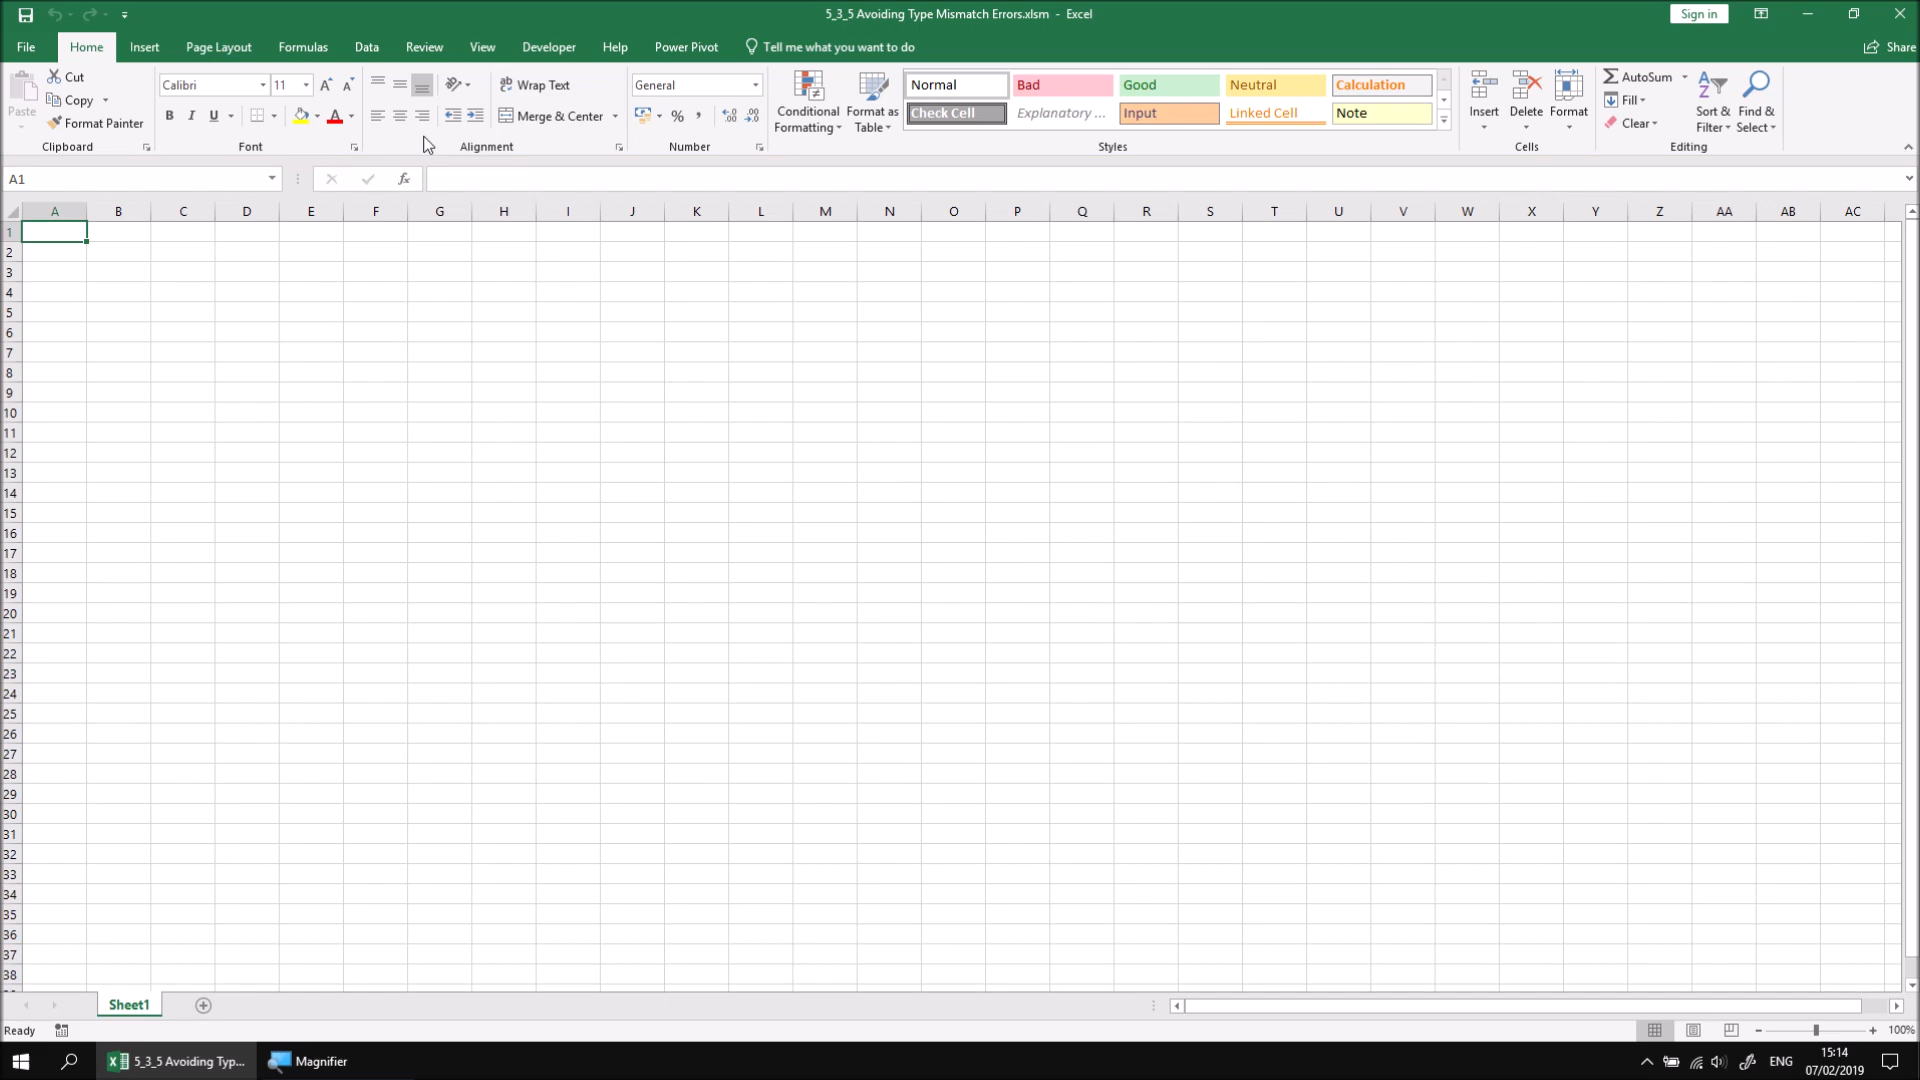 5_3_5 Avoiding Type Mismatch Errors.xlsm - Excel
Sign in
File Home Insert Page Layout Formulas Data Review View Developer Help Power Pivot Tell me what you want to do Share
Paste
Cut
Copy
Format Painter
Clipboard
Calibri 11
B I U
Font
Wrap Text
Merge & Center
Alignment
General
%
Number
Conditional Formatting
Format as Table
Normal Bad Good Neutral Calculation
Check Cell Explanatory ... Input Linked Cell Note
Styles
Insert Delete Format
Cells
AutoSum
Fill
Clear
Sort & Filter
Find & Select
Editing
A1
fx
A B C D E F G H I J K L M N O P Q R S T U V W X Y Z AA AB AC
1
2
3
4
5
6
7
8
9
10
11
12
13
14
15
16
17
18
19
20
21
22
23
24
25
26
27
28
29
30
31
32
33
34
35
36
37
38
Sheet1
Ready
100%
5_3_5 Avoiding Typ...
Magnifier
ENG
15:14
07/02/2019